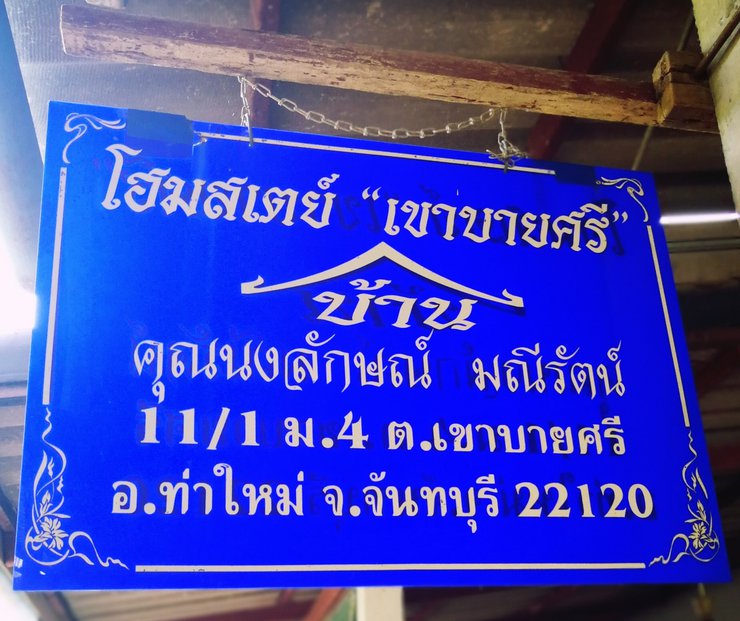 โฮมสเตย์ "เขาบายศรี"
บ้าน
คุณนงลักษณ์ มณีรัตน์
11/1 ม.4 ต.เขาบายศรี
อ.ท่าใหม่ จ.จันทบุรี 22120